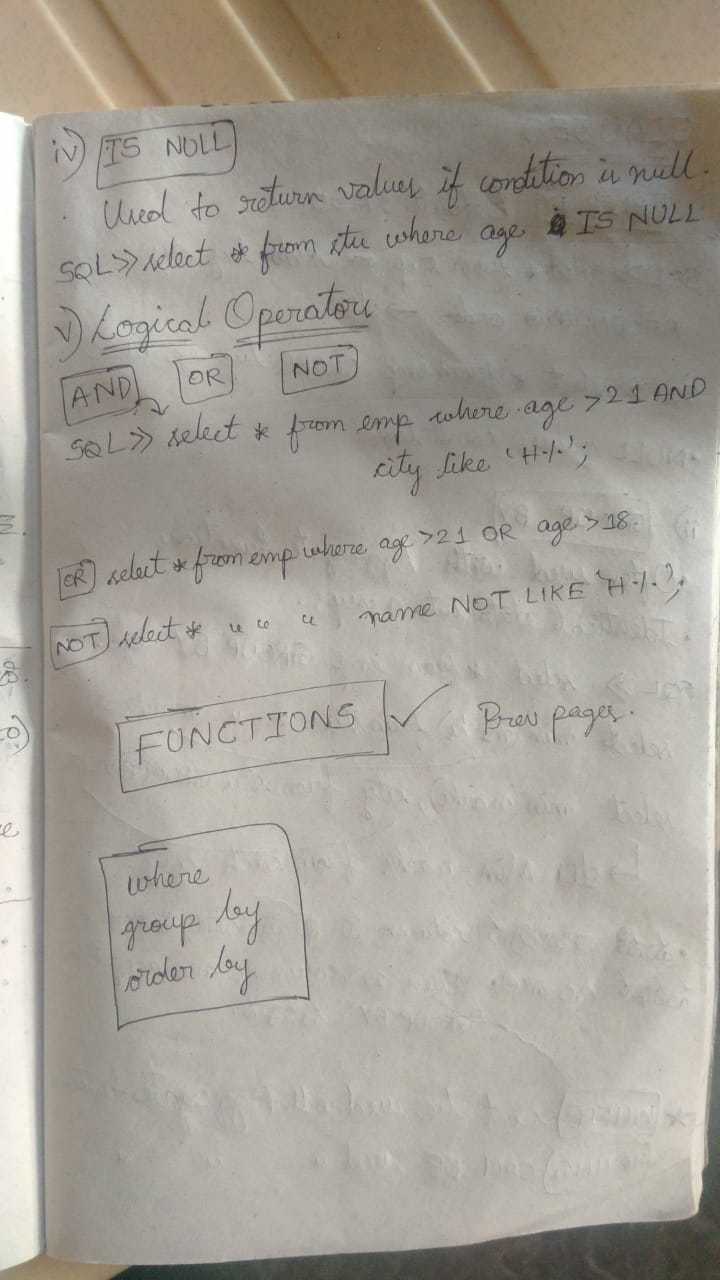 iv) IS NULL
. Used to return values if condition is null.
SQL>> select * from stu where age IS NULL
v) Logical Operators
AND OR NOT
SQL>> select * from emp where age >21 AND
city like 'H%';
OR select * from emp where age >21 OR age >18.
NOT select * " " " name NOT LIKE 'H%';
FUNCTIONS ✓ Prev pages.
where
group by
order by